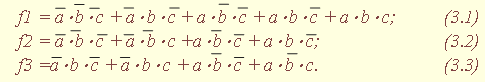 f1 = a̅·b̅·c̅ + a̅·b·c̅ + a·b̅·c̅ + a·b·c̅ + a·b·c; (3.1)
f2 = a̅·b̅·c̅ + a̅·b̅·c + a·b̅·c̅ + a·b·c̅; (3.2)
f3 = a̅·b·c̅ + a̅·b·c + a·b̅·c̅ + a·b̅·c. (3.3)